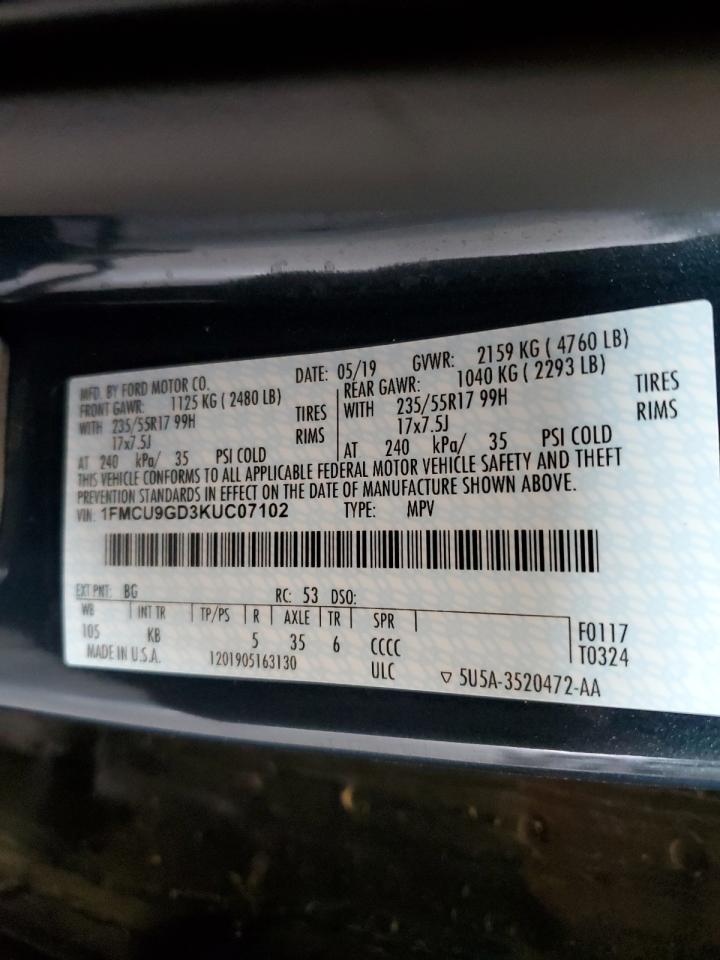 MFD. BY FORD MOTOR CO. DATE: 05/19 GVWR: 2159 KG ( 4760 LB)
FRONT GAWR: 1125 KG ( 2480 LB) REAR GAWR: 1040 KG ( 2293 LB)
WITH 235/55R17 99H TIRES WITH 235/55R17 99H TIRES
17x7.5J RIMS 17x7.5J RIMS
AT 240 kPa/ 35 PSI COLD AT 240 kPa/ 35 PSI COLD
THIS VEHICLE CONFORMS TO ALL APPLICABLE FEDERAL MOTOR VEHICLE SAFETY AND THEFT
PREVENTION STANDARDS IN EFFECT ON THE DATE OF MANUFACTURE SHOWN ABOVE.
VIN: 1FMCU9GD3KUC07102 TYPE: MPV
EXT PNT: BG RC: 53 DSO:
WB INT TR TP/PS R AXLE TR SPR
105 KB 5 35 6 CCCC F0117
MADE IN U.S.A. 1201905163130 ULC T0324
▽ 5U5A-3520472-AA